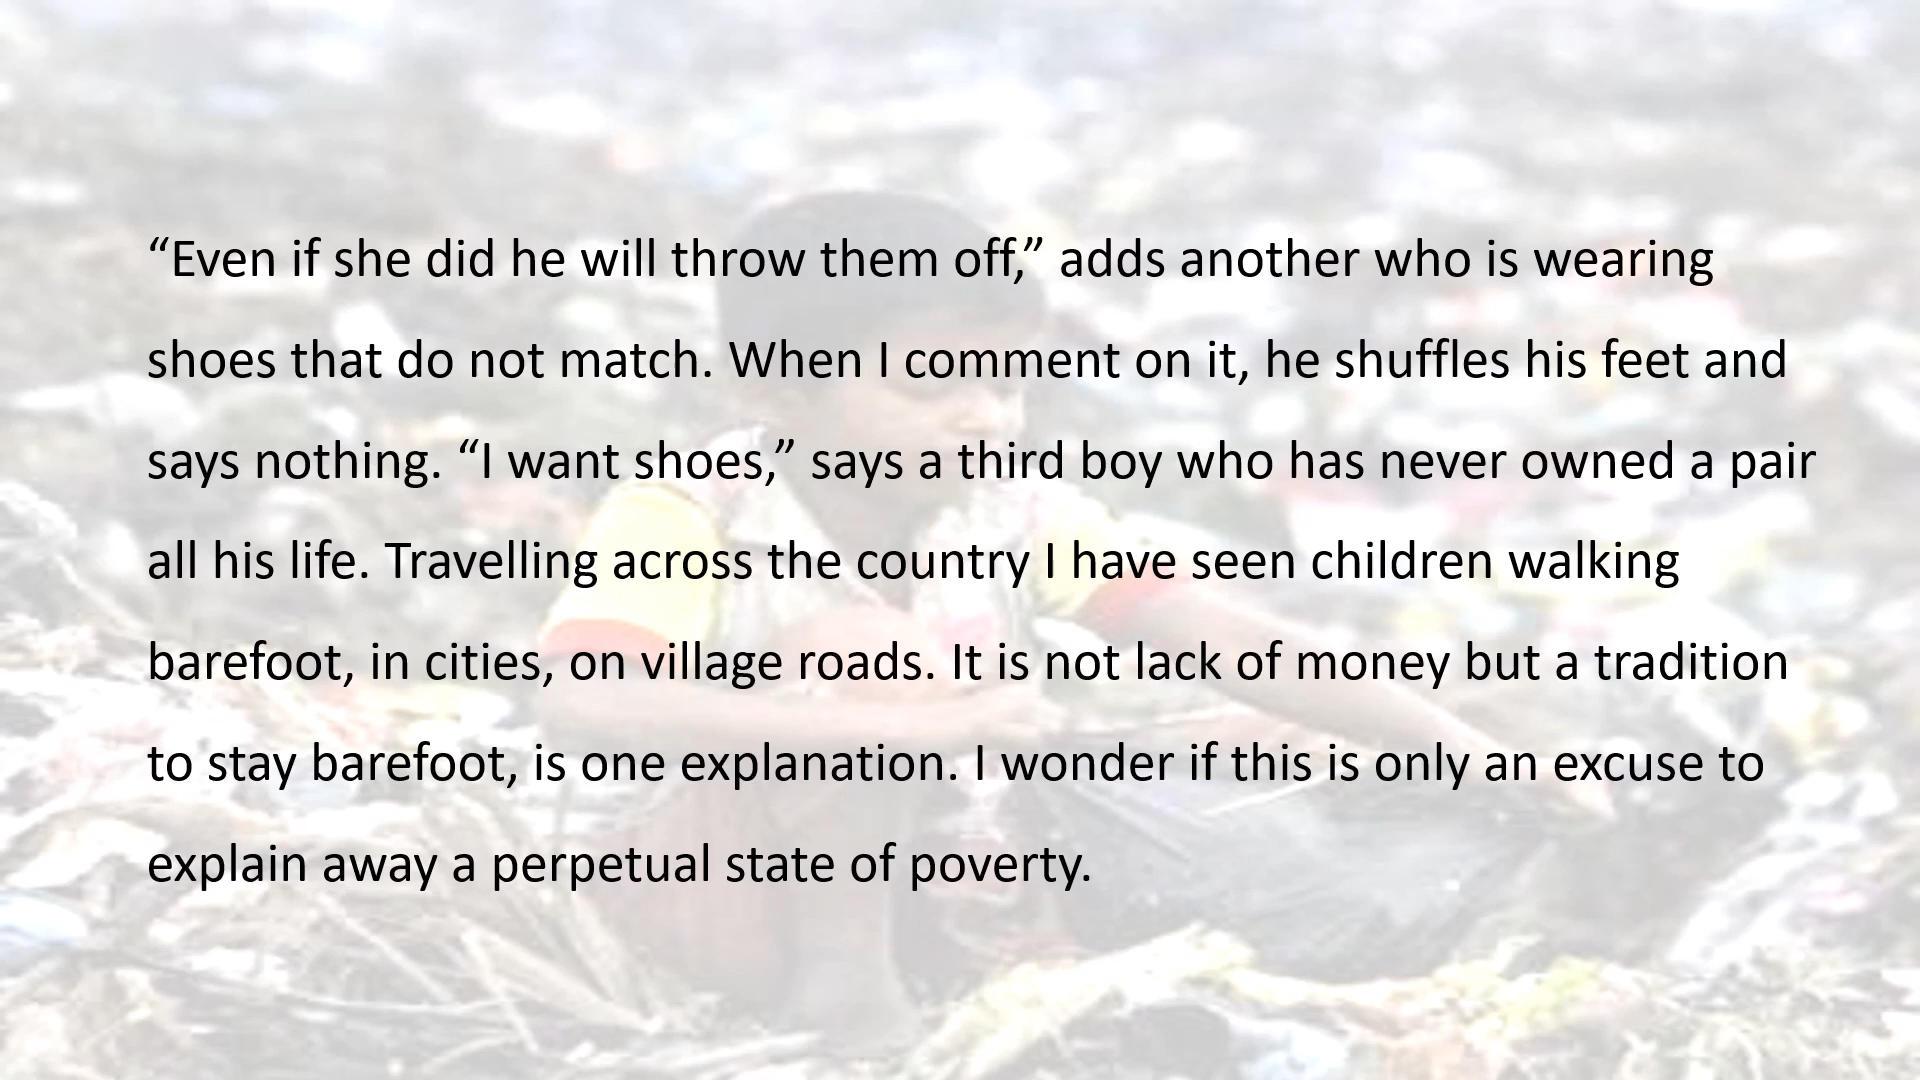 “Even if she did he will throw them off,” adds another who is wearing
shoes that do not match. When I comment on it, he shuffles his feet and
says nothing. “I want shoes,” says a third boy who has never owned a pair
all his life. Travelling across the country I have seen children walking
barefoot, in cities, on village roads. It is not lack of money but a tradition
to stay barefoot, is one explanation. I wonder if this is only an excuse to
explain away a perpetual state of poverty.